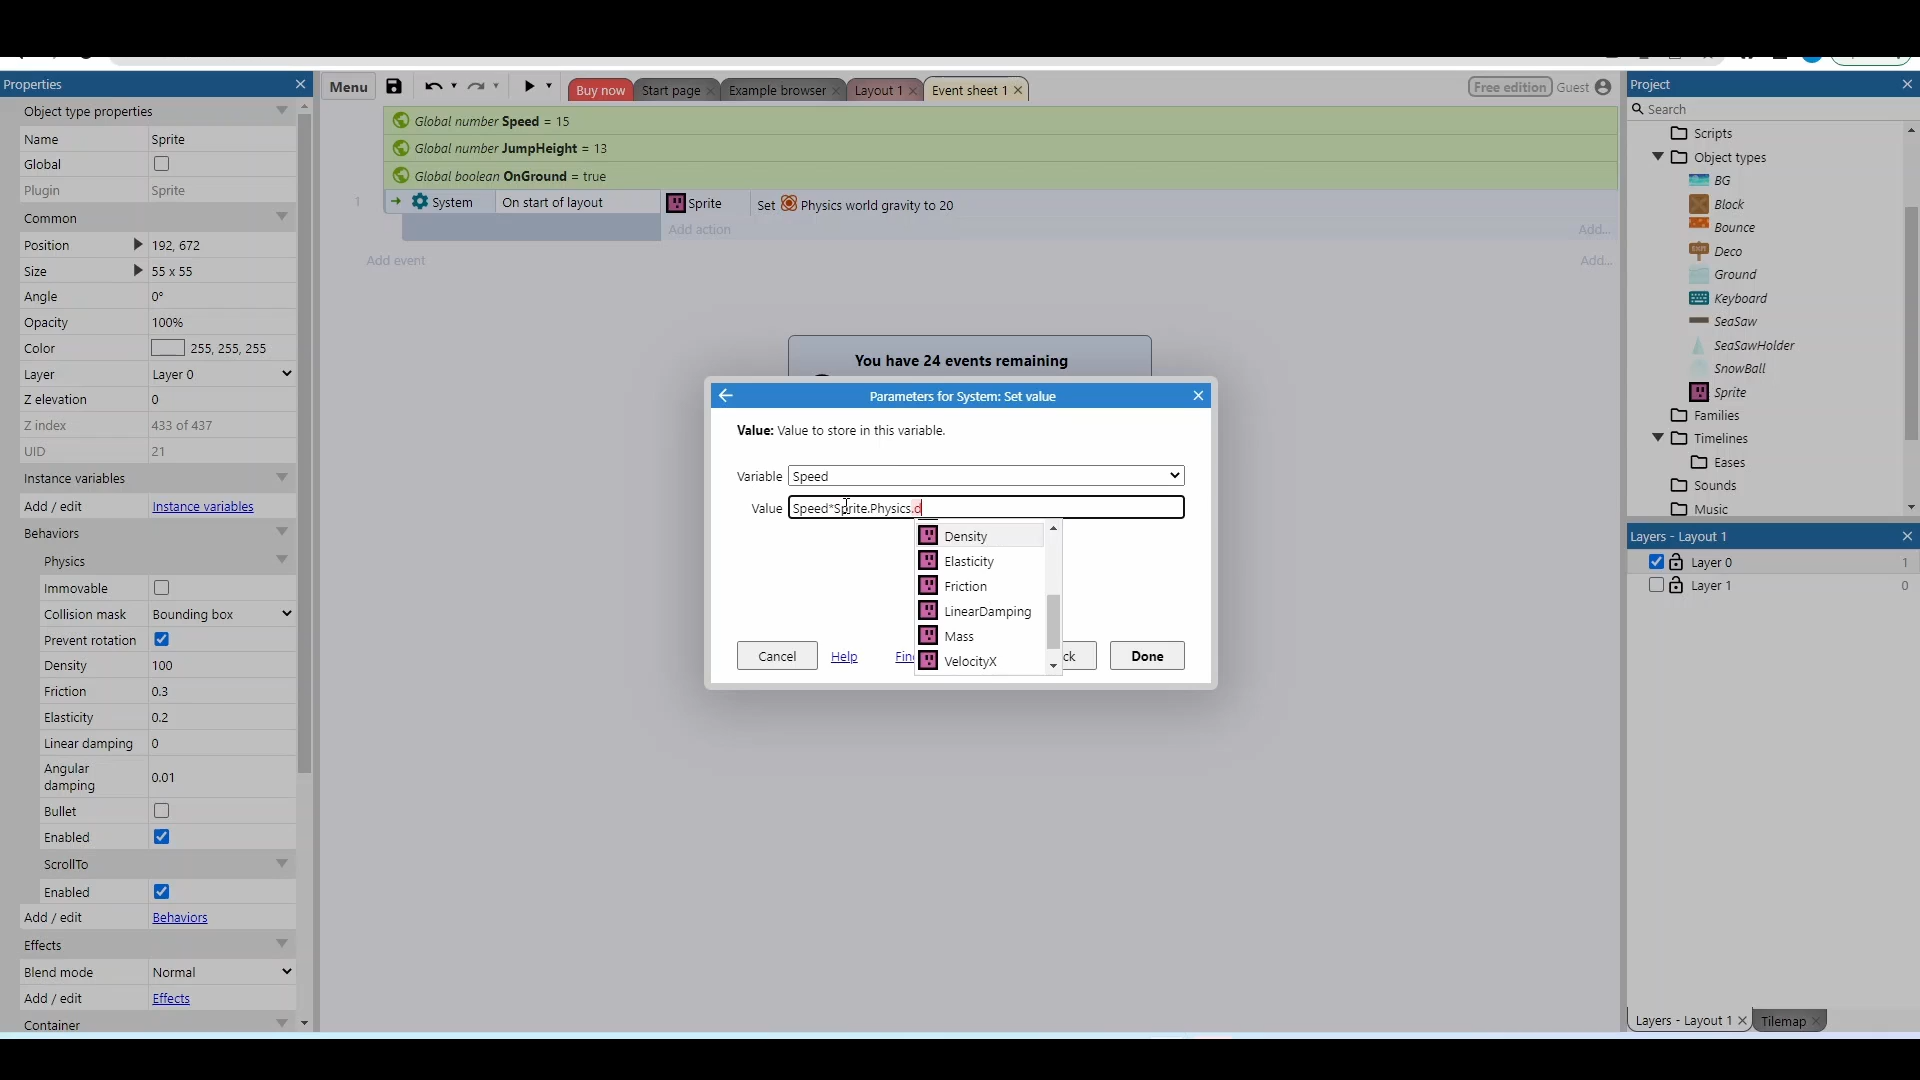 Properties
Object type properties
Name Sprite
Global
Plugin Sprite
Common
Position 192, 672
Size 55 x 55
Angle 0°
Opacity 100%
Color 255, 255, 255
Layer Layer 0
Z elevation 0
Z index 433 of 437
UID 21
Instance variables
Add / edit Instance variables
Behaviors
Physics
Immovable
Collision mask Bounding box
Prevent rotation
Density 100
Friction 0.3
Elasticity 0.2
Linear damping 0
Angular
damping 0.01
Bullet
Enabled
ScrollTo
Enabled
Add / edit Behaviors
Effects
Blend mode Normal
Add / edit Effects
Container
Menu Buy now Start page Example browser Layout 1 Event sheet 1 Free edition Guest
Global number Speed = 15
Global number JumpHeight = 13
Global boolean OnGround = true
1 System On start of layout Sprite Set Physics world gravity to 20
Add action Add...
Add event Add...
You have 24 events remaining
Parameters for System: Set value
Value: Value to store in this variable.
Variable Speed
Value Speed*Sprite.Physics.d
Density
Elasticity
Friction
LinearDamping
Mass
VelocityX
Cancel Help Done
Project
Search
Scripts
Object types
BG
Block
Bounce
Deco
Ground
Keyboard
SeaSaw
SeaSawHolder
SnowBall
Sprite
Families
Timelines
Eases
Sounds
Music
Layers - Layout 1
Layer 0 1
Layer 1 0
Layers - Layout 1 Tilemap